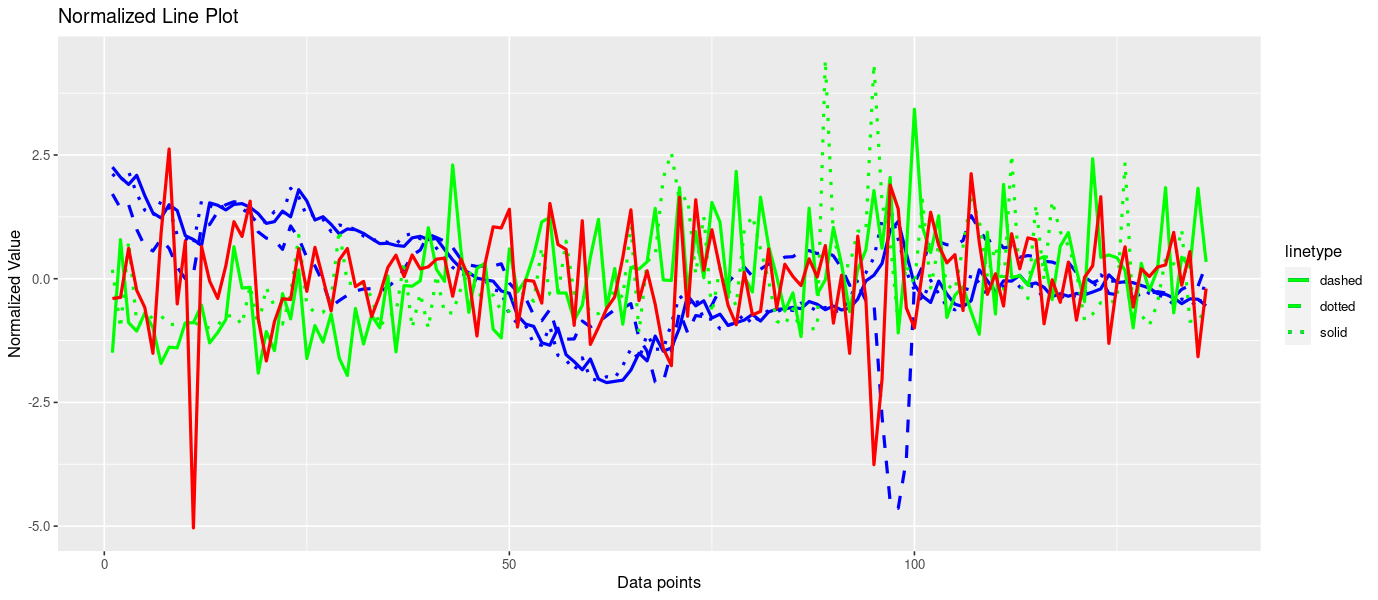 Normalized Line Plot
Normalized Value
2.5
0.0
-2.5
-5.0
0
50
100
Data points
linetype
dashed
dotted
solid